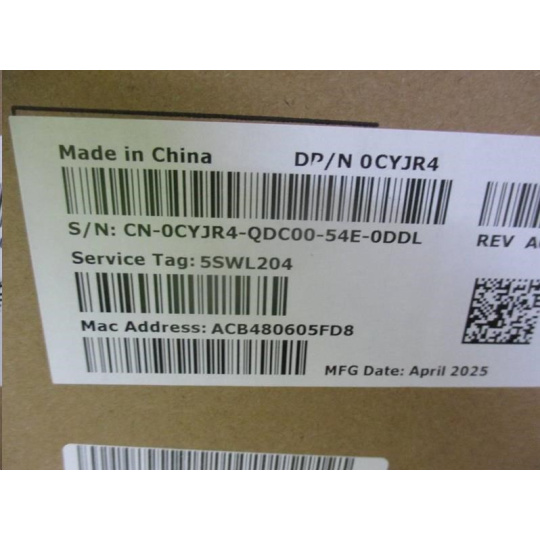 Made in China DP/N 0CYJR4
S/N: CN-0CYJR4-QDC00-54E-0DDL
REV
Service Tag: 5SWL204
Mac Address: ACB480605FD8
MFG Date: April 2025